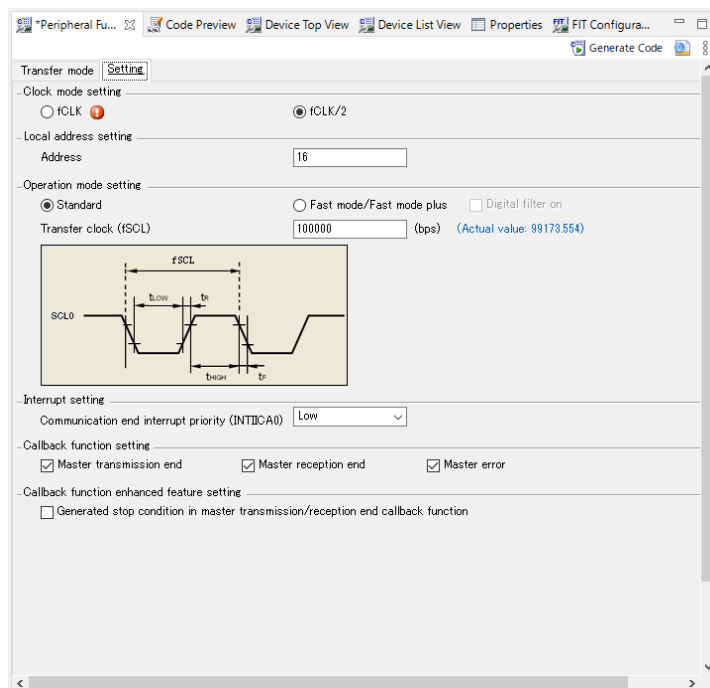 *Peripheral Fu... Code Preview Device Top View Device List View Properties FIT FIT Configura...
Generate Code
Transfer mode Setting
Clock mode setting
fCLK fCLK/2
Local address setting
Address 16
Operation mode setting
Standard Fast mode/Fast mode plus Digital filter on
Transfer clock (fSCL) 100000 (bps) (Actual value: 99173.554)
fSCL
tLOW tR
SCL0
tHIGH tF
Interrupt setting
Communication end interrupt priority (INTIICA0) Low
Callback function setting
Master transmission end Master reception end Master error
Callback function enhanced feature setting
Generated stop condition in master transmission/reception end callback function